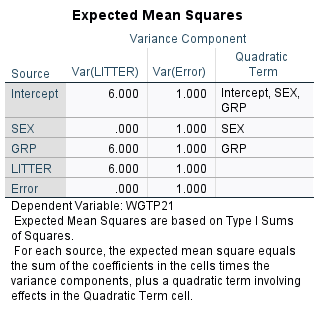 Expected Mean Squares
Variance Component
Source Var(LITTER) Var(Error) Quadratic Term
Intercept 6.000 1.000 Intercept, SEX, GRP
SEX .000 1.000 SEX
GRP 6.000 1.000 GRP
LITTER 6.000 1.000
Error .000 1.000
Dependent Variable: WGTP21
Expected Mean Squares are based on Type I Sums
of Squares.
For each source, the expected mean square equals
the sum of the coefficients in the cells times the
variance components, plus a quadratic term involving
effects in the Quadratic Term cell.